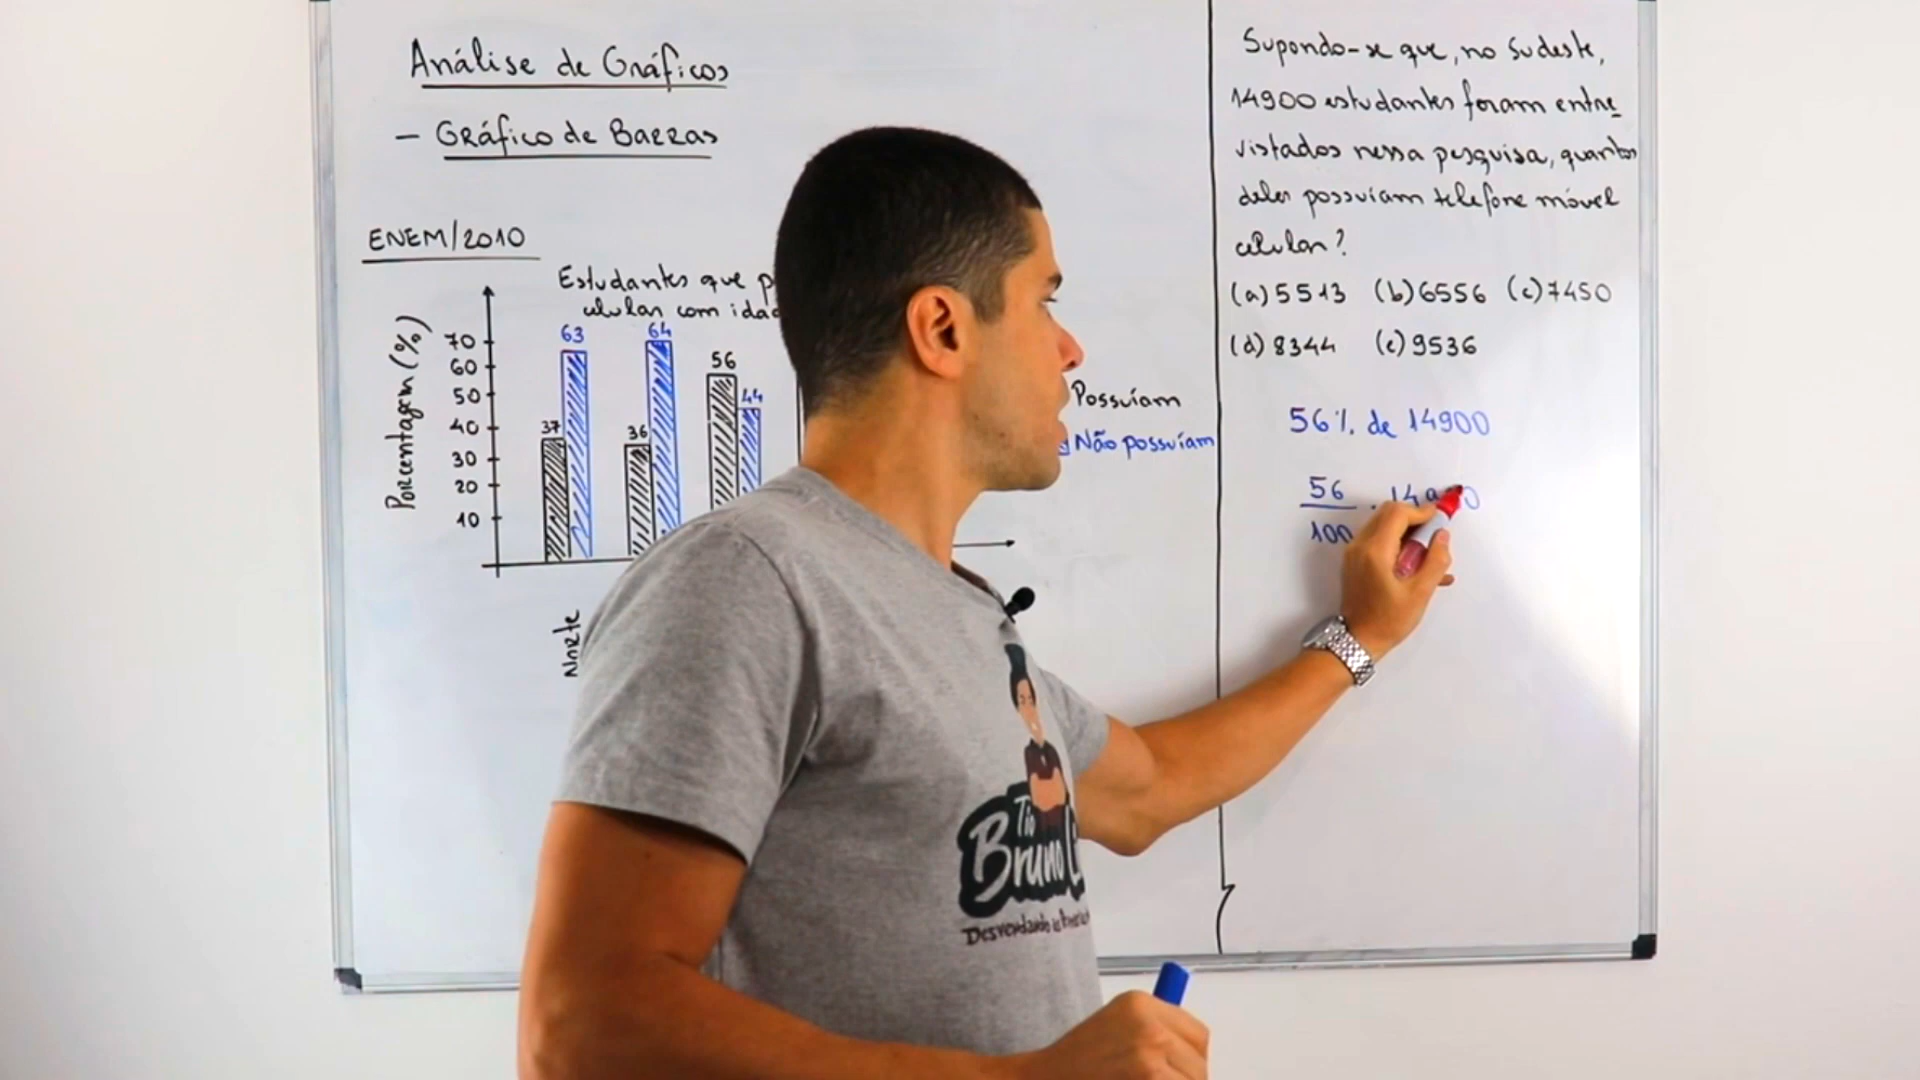 Análise de Gráficos
- Gráfico de Barras
ENEM/2010
Estudantes que
celular com
Porcentagem (%)
70
60
50
40
30
20
10
37
63
36
64
56
44
Norte
Possuíam
Não possuíam
Supondo-se que, no Sudeste,
14900 estudantes foram entre
vistados nessa pesquisa, quantos
deles possuíam telefone móvel
celular?
(a) 5513 (b) 6556 (c) 7450
(d) 8344 (e) 9536
56% de 14900
56
100
Tio
Bruno